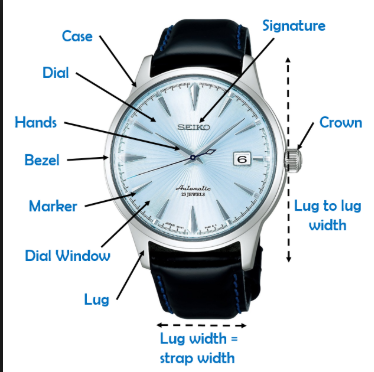 Signature
Case
Dial
Hands
SEIKO
Crown
Bezel
6
Automatic
23 JEWELS
Marker
Lug to lug
width
Dial Window
Lug
Lug width =
strap width